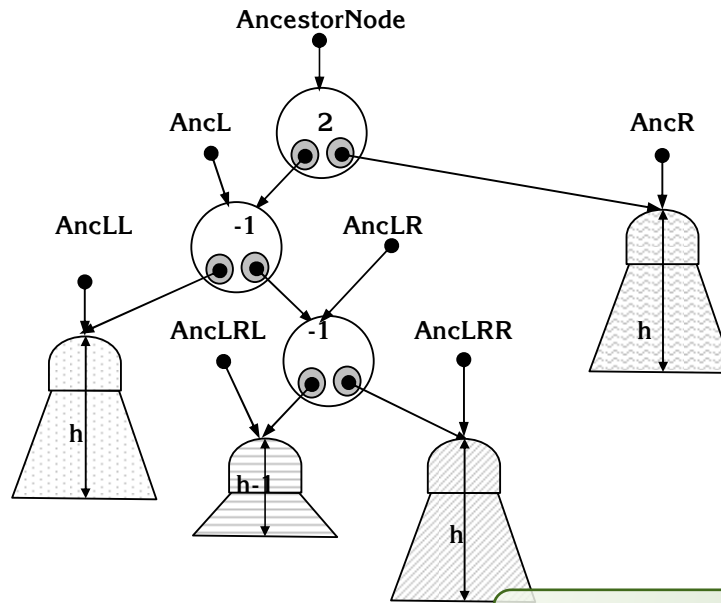 AncestorNode
2
AncL
AncR
-1
AncLL
AncLR
-1
AncLRL
AncLRR
h
h
h-1
h